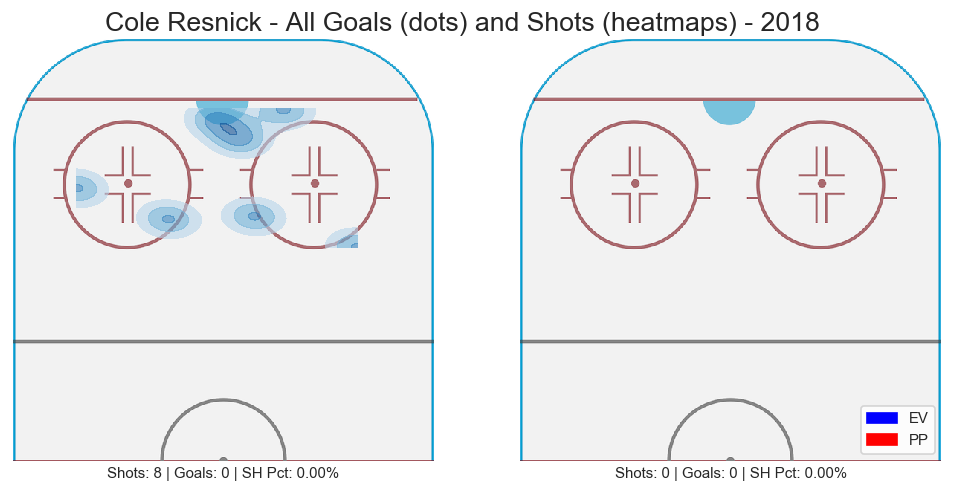 Cole Resnick - All Goals (dots) and Shots (heatmaps) - 2018
EV
PP
Shots: 8 | Goals: 0 | SH Pct: 0.00%
Shots: 0 | Goals: 0 | SH Pct: 0.00%